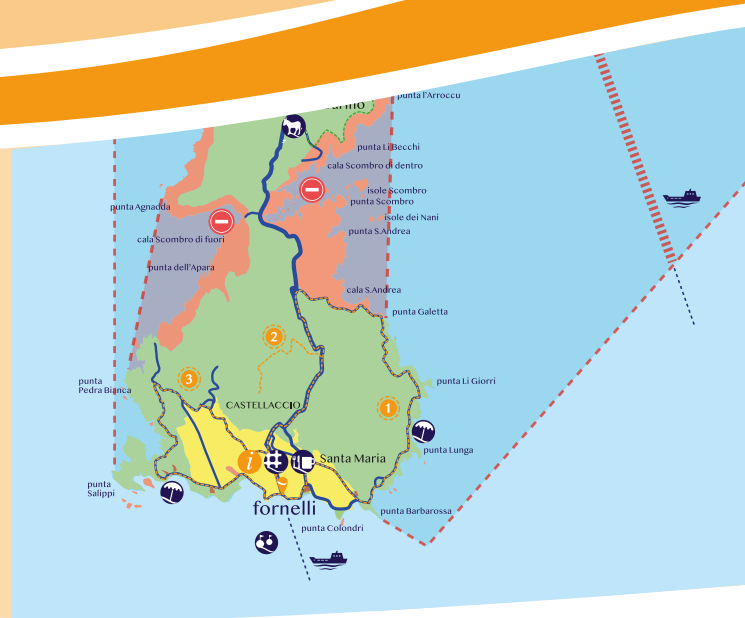 punta l'Arroccu
punta Li Becchi
cala Scombro di dentro
isole Scombro
punta Scombro
punta Agnadda
isole dei Nani
punta S.Andrea
cala Scombro di fuori
punta dell'Apara
cala S.Andrea
punta Galetta
2
3
punta
Pedra Bianca
punta Li Giorri
CASTELLACCIO
1
punta Lunga
i
Santa Maria
punta
Salippi
fornelli
punta Barbarossa
punta Colondri